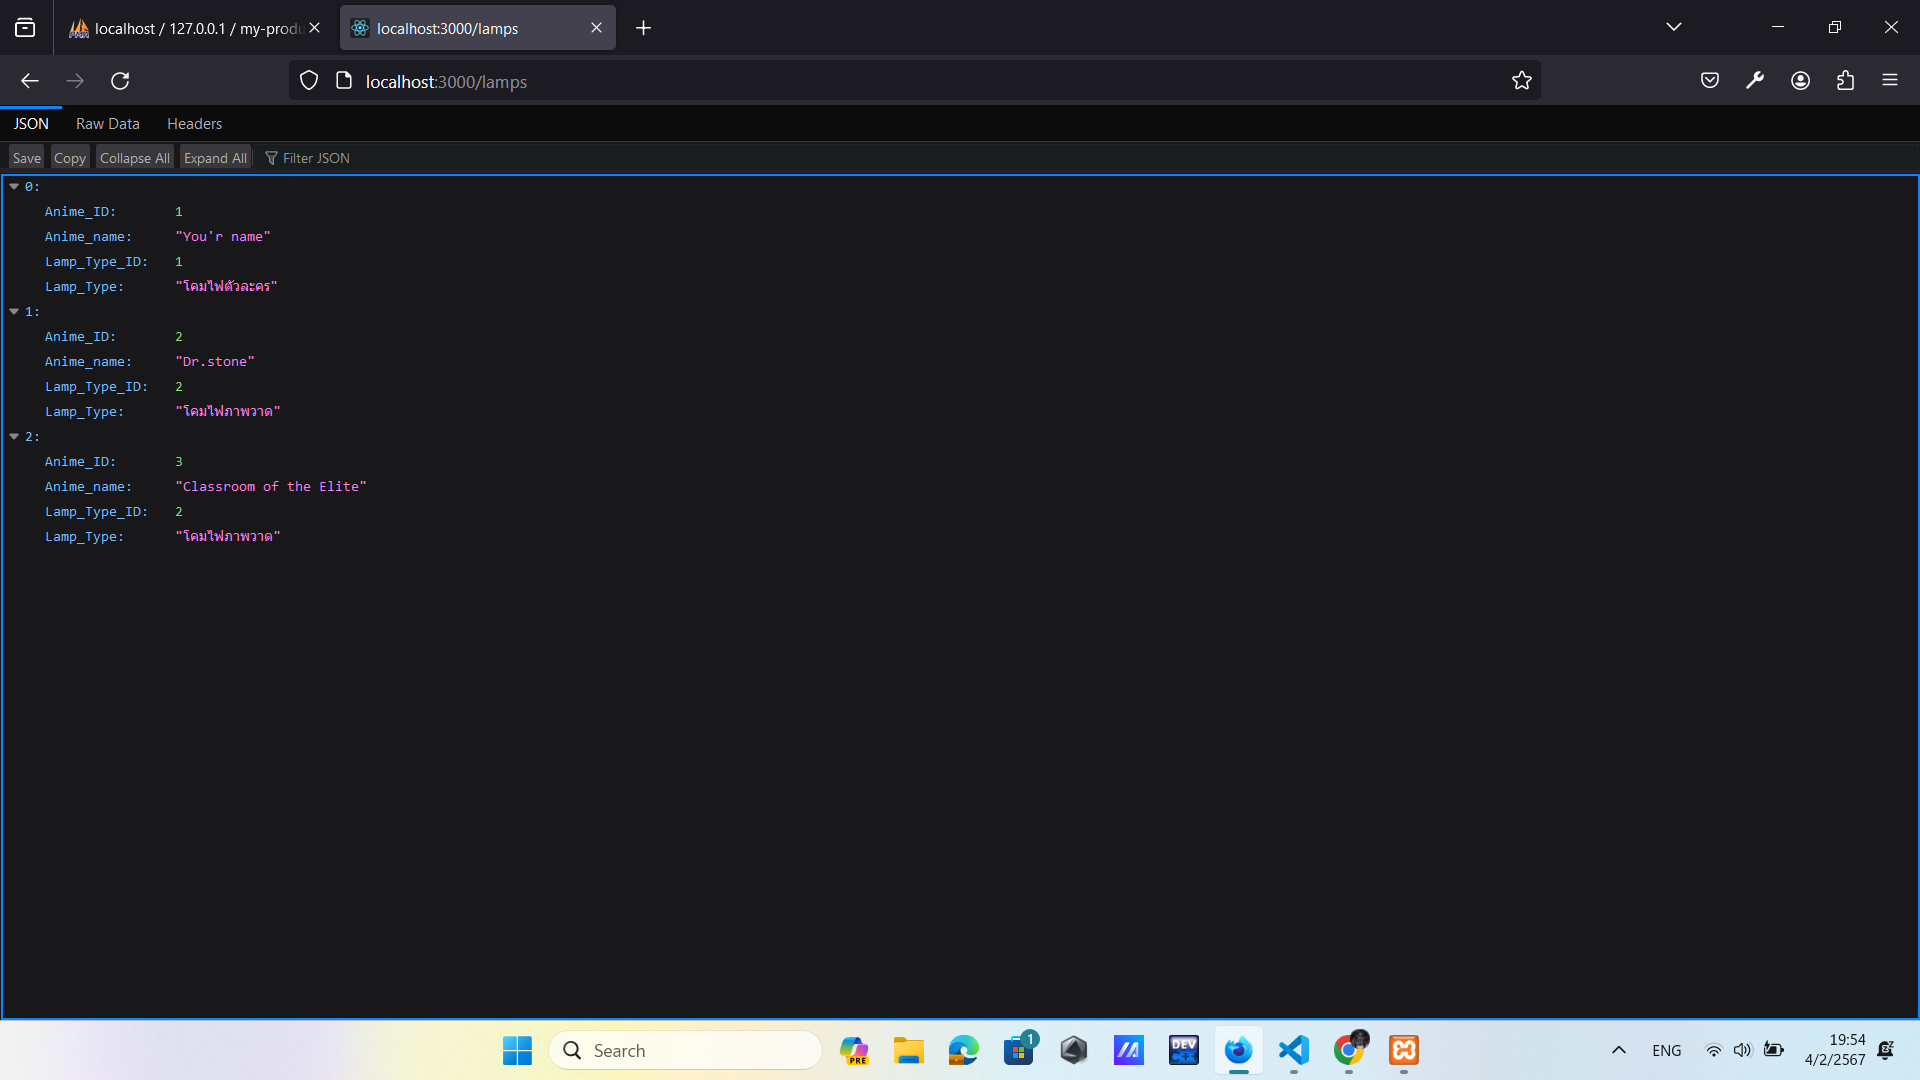 localhost / 127.0.0.1 / my-produ
localhost:3000/lamps
localhost:3000/lamps
JSON Raw Data Headers
Save Copy Collapse All Expand All Filter JSON
0:
Anime_ID: 1
Anime_name: "You'r name"
Lamp_Type_ID: 1
Lamp_Type: "โคมไฟตัวละคร"
1:
Anime_ID: 2
Anime_name: "Dr.stone"
Lamp_Type_ID: 2
Lamp_Type: "โคมไฟภาพวาด"
2:
Anime_ID: 3
Anime_name: "Classroom of the Elite"
Lamp_Type_ID: 2
Lamp_Type: "โคมไฟภาพวาด"
Search
PRE
1
DEV
C++
ENG
19:54
4/2/2567